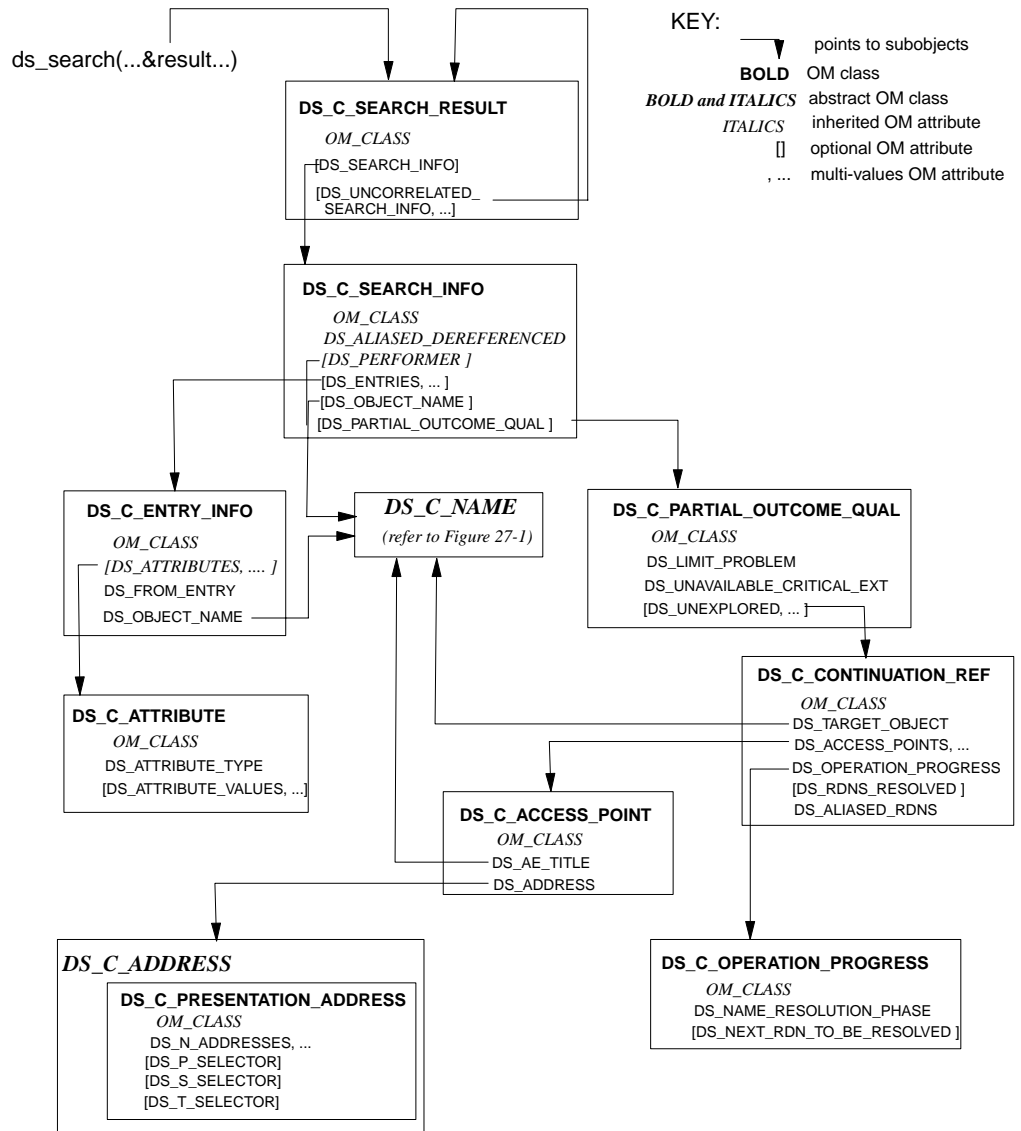 ds_search(...&result...)
KEY:
points to subobjects
BOLD OM class
BOLD and ITALICS abstract OM class
ITALICS inherited OM attribute
[] optional OM attribute
, ... multi-values OM attribute
DS_C_SEARCH_RESULT
OM_CLASS
[DS_SEARCH_INFO]
[DS_UNCORRELATED_
SEARCH_INFO, ...]
DS_C_SEARCH_INFO
OM_CLASS
DS_ALIASED_DEREFERENCED
[DS_PERFORMER ]
[DS_ENTRIES, ... ]
[DS_OBJECT_NAME ]
[DS_PARTIAL_OUTCOME_QUAL ]
DS_C_ENTRY_INFO
OM_CLASS
[DS_ATTRIBUTES, .... ]
DS_FROM_ENTRY
DS_OBJECT_NAME
DS_C_NAME
(refer to Figure 27-1)
DS_C_PARTIAL_OUTCOME_QUAL
OM_CLASS
DS_LIMIT_PROBLEM
DS_UNAVAILABLE_CRITICAL_EXT
[DS_UNEXPLORED, ... ]
DS_C_ATTRIBUTE
OM_CLASS
DS_ATTRIBUTE_TYPE
[DS_ATTRIBUTE_VALUES, ...]
DS_C_CONTINUATION_REF
OM_CLASS
DS_TARGET_OBJECT
DS_ACCESS_POINTS, ...
DS_OPERATION_PROGRESS
[DS_RDNS_RESOLVED ]
DS_ALIASED_RDNS
DS_C_ACCESS_POINT
OM_CLASS
DS_AE_TITLE
DS_ADDRESS
DS_C_ADDRESS
DS_C_PRESENTATION_ADDRESS
OM_CLASS
DS_N_ADDRESSES, ...
[DS_P_SELECTOR]
[DS_S_SELECTOR]
[DS_T_SELECTOR]
DS_C_OPERATION_PROGRESS
OM_CLASS
DS_NAME_RESOLUTION_PHASE
[DS_NEXT_RDN_TO_BE_RESOLVED ]